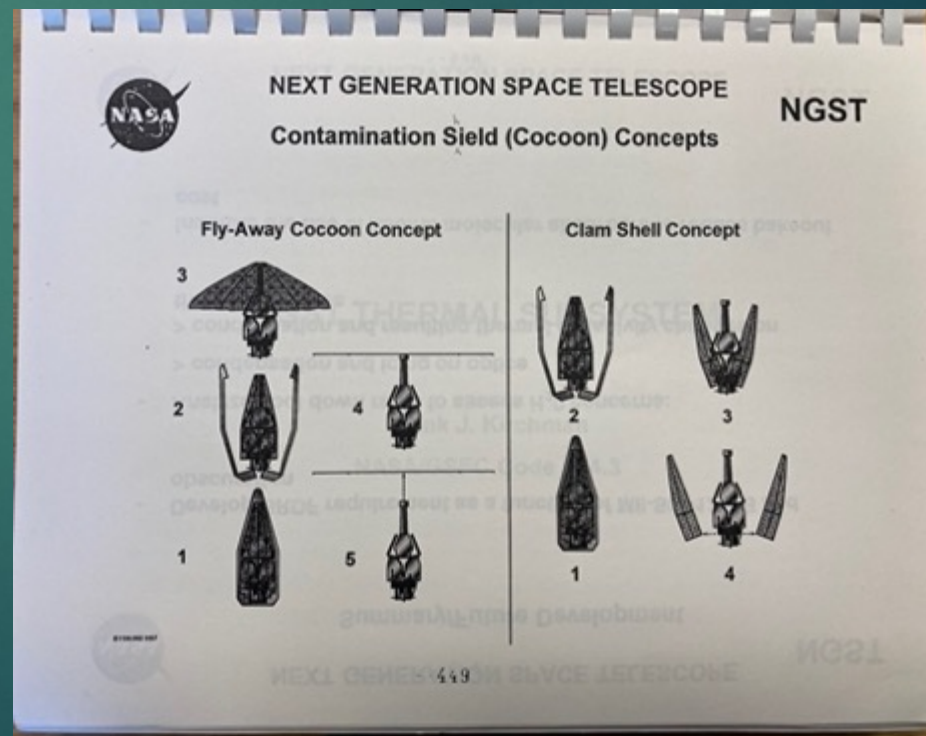 NASA
NEXT GENERATION SPACE TELESCOPE
NGST
Contamination Sield (Cocoon) Concepts
Fly-Away Cocoon Concept
3
2
4
1
5
Clam Shell Concept
2
3
1
4
449